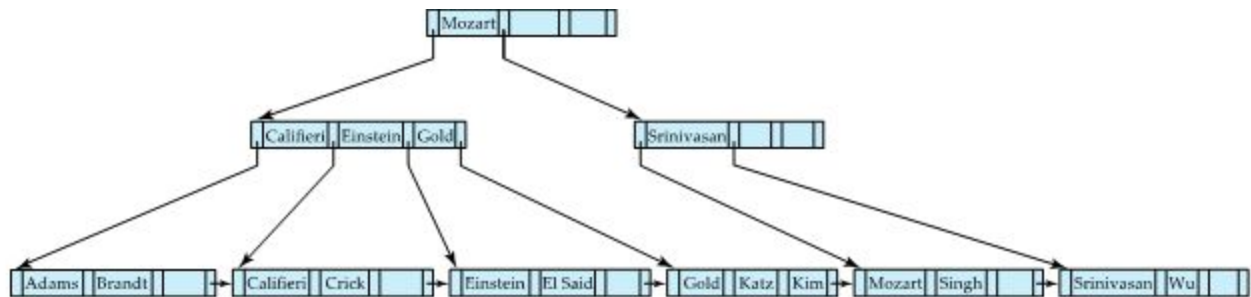 Mozart
Califieri Einstein Gold Srinivasan
Adams Brandt Califieri Crick Einstein El Said Gold Katz Kim Mozart Singh Srinivasan Wu